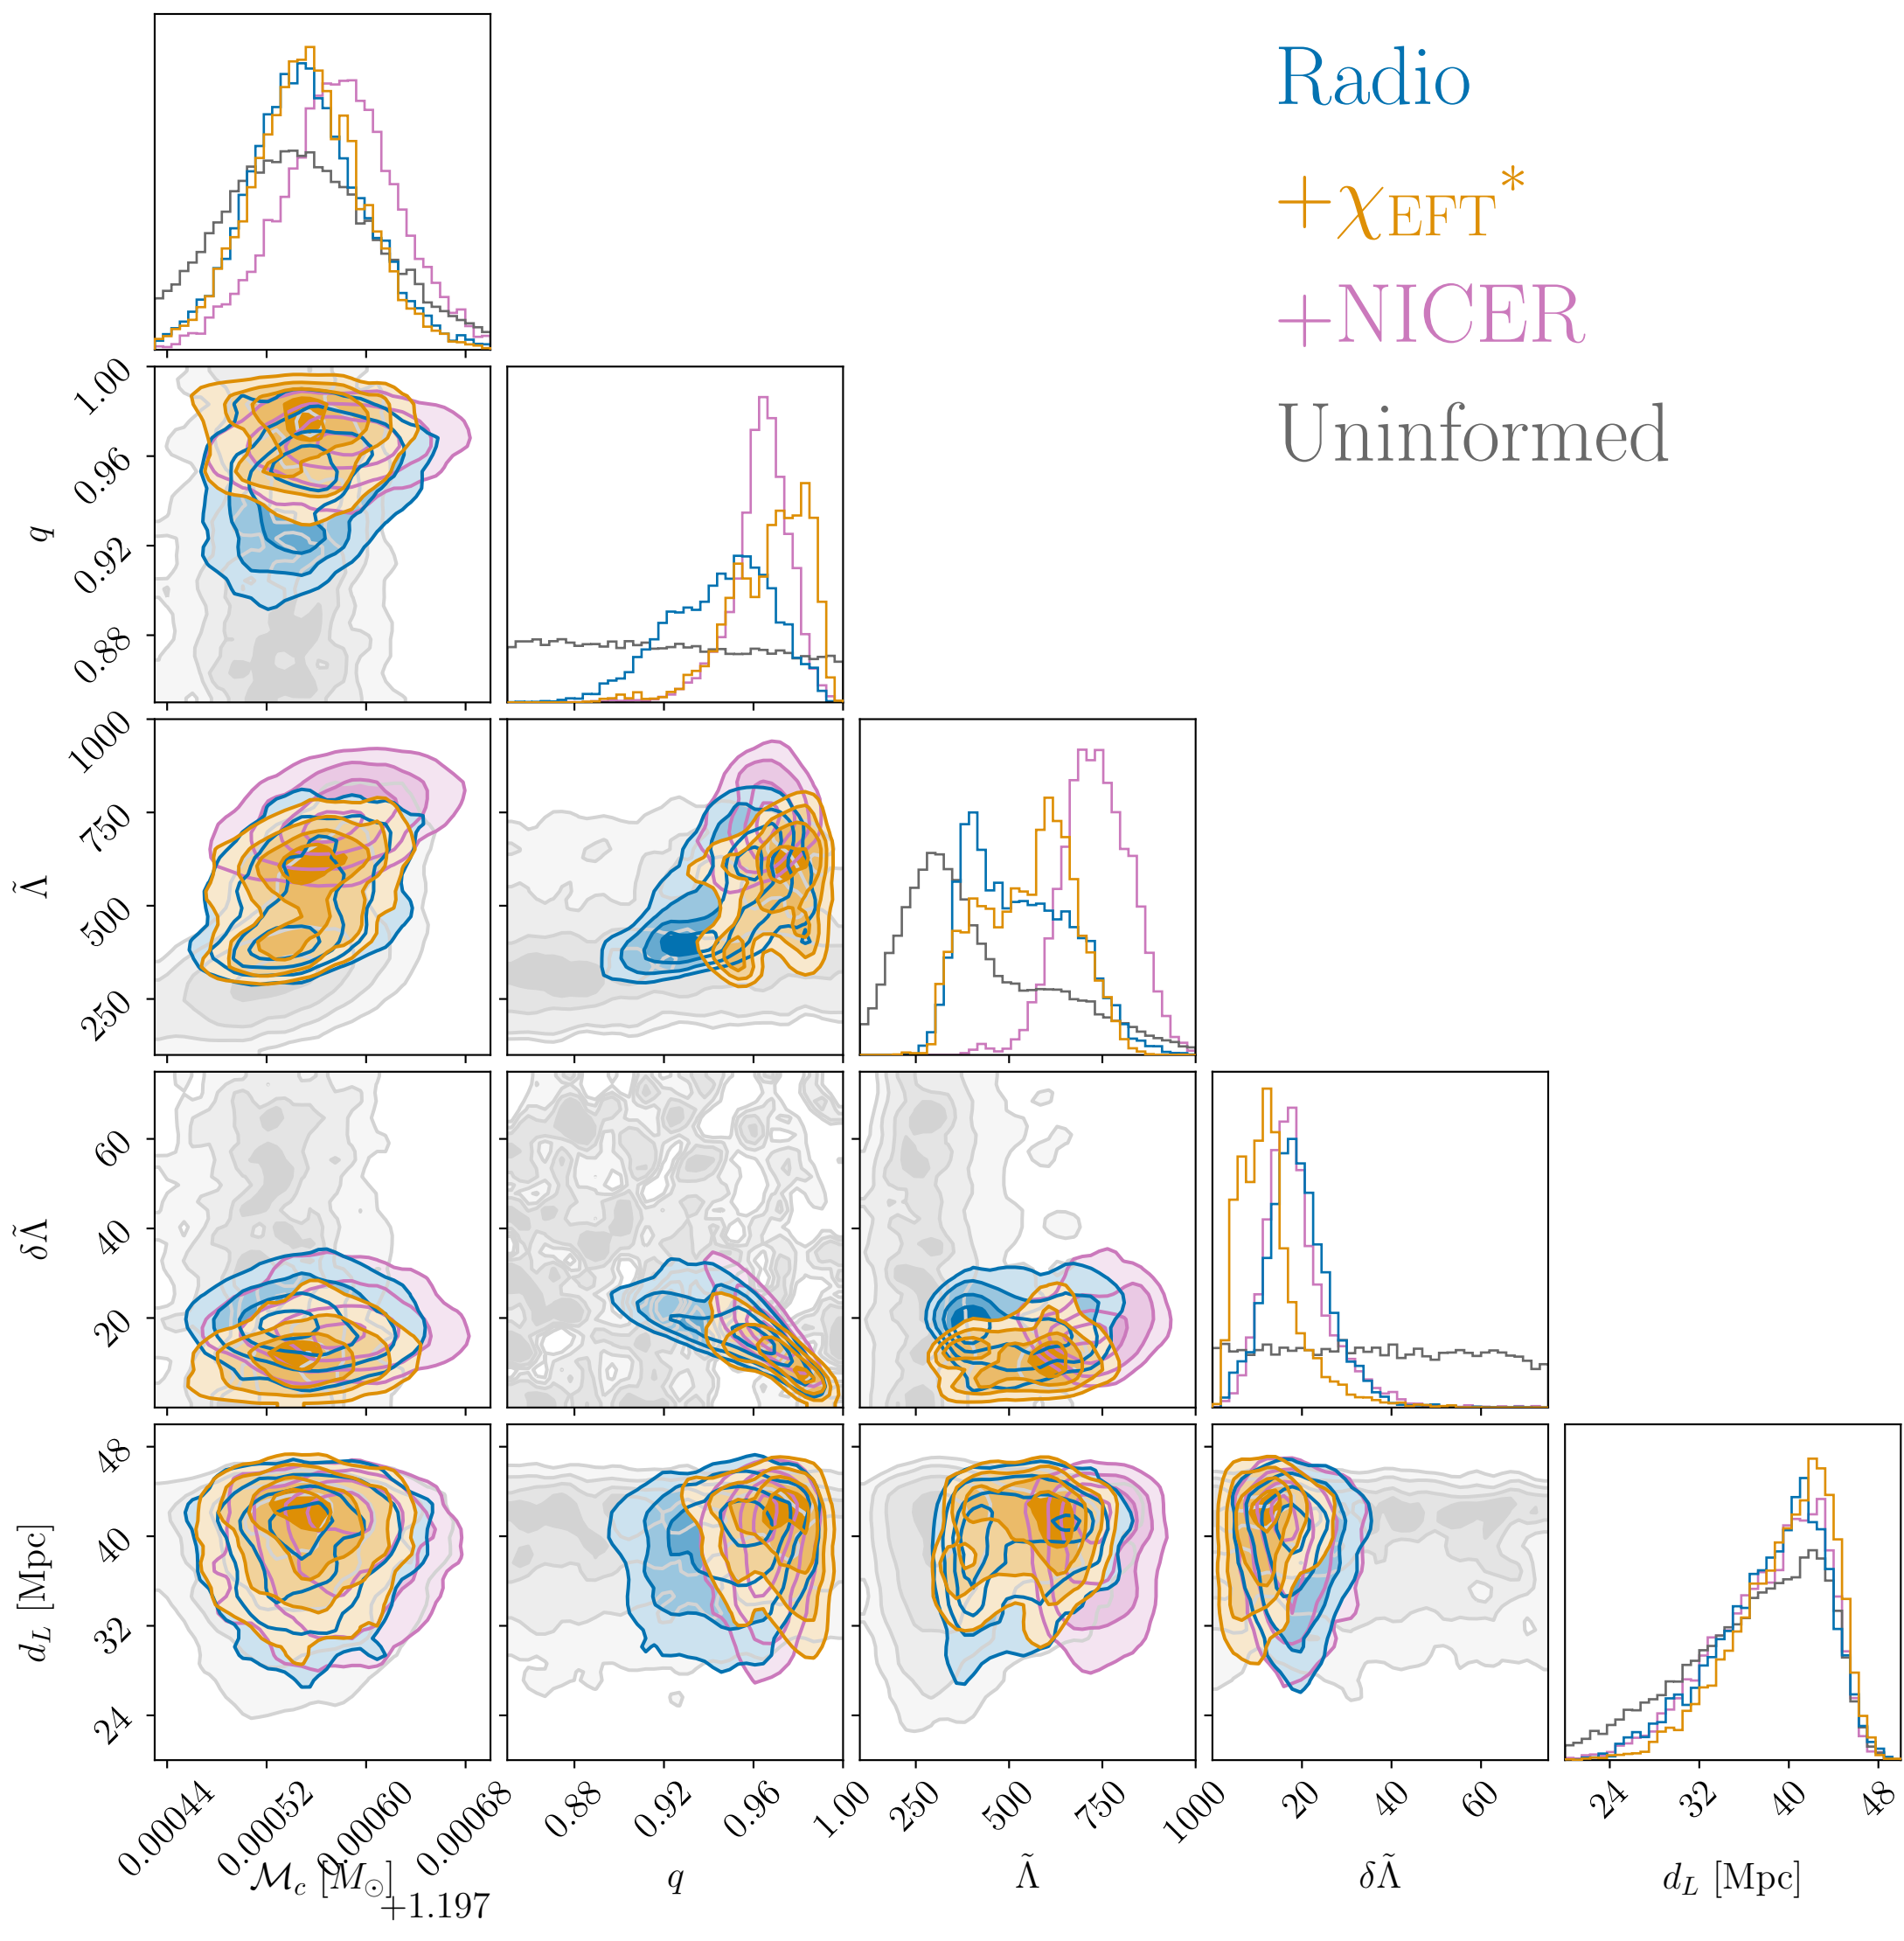 Radio
+χEFT*
+NICER
Uninformed
1.00
0.96
0.92
0.88
q
1000
750
500
250
Λ̃
60
40
20
δΛ̃
48
40
32
24
d_L [Mpc]
0.00044 0.00052 0.00060 0.00068
0.88 0.92 0.96 1.00
250 500 750 1000
20 40 60
24 32 40 48
ℳ_c [M_⊙] q Λ̃ δΛ̃ d_L [Mpc]
+1.197